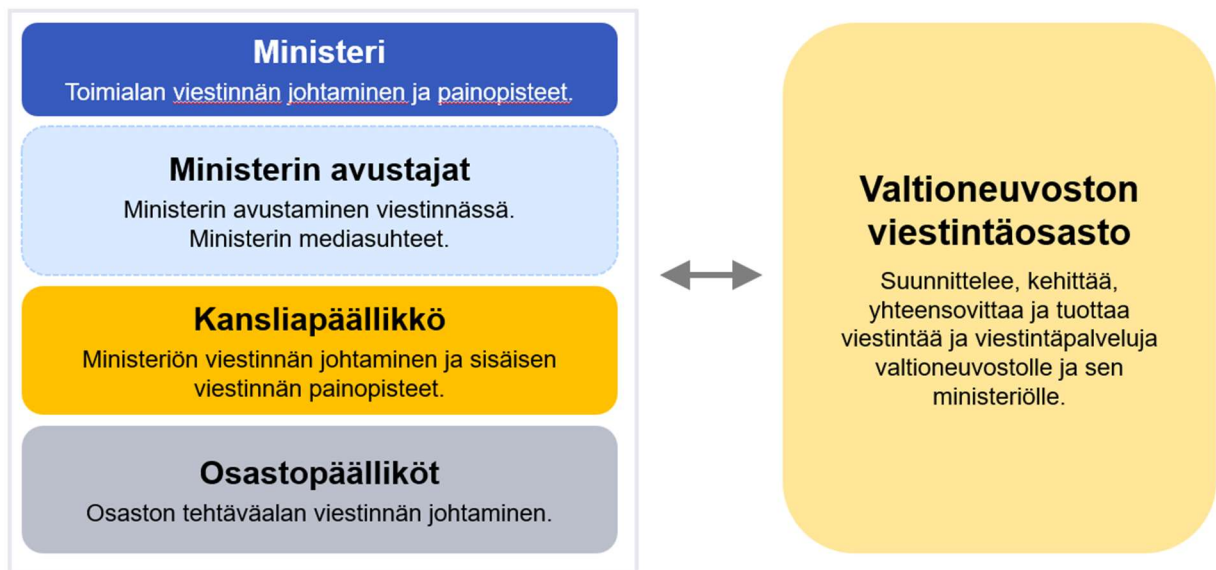 Ministeri
Toimialan viestinnän johtaminen ja painopisteet.
Ministerin avustajat
Ministerin avustaminen viestinnässä.
Ministerin mediasuhteet.
Kansliapäällikkö
Ministeriön viestinnän johtaminen ja sisäisen
viestinnän painopisteet.
Osastopäälliköt
Osaston tehtäväalan viestinnän johtaminen.
Valtioneuvoston
viestintäosasto
Suunnittelee, kehittää,
yhteensovittaa ja tuottaa
viestintää ja viestintäpalveluja
valtioneuvostolle ja sen
ministeriölle.